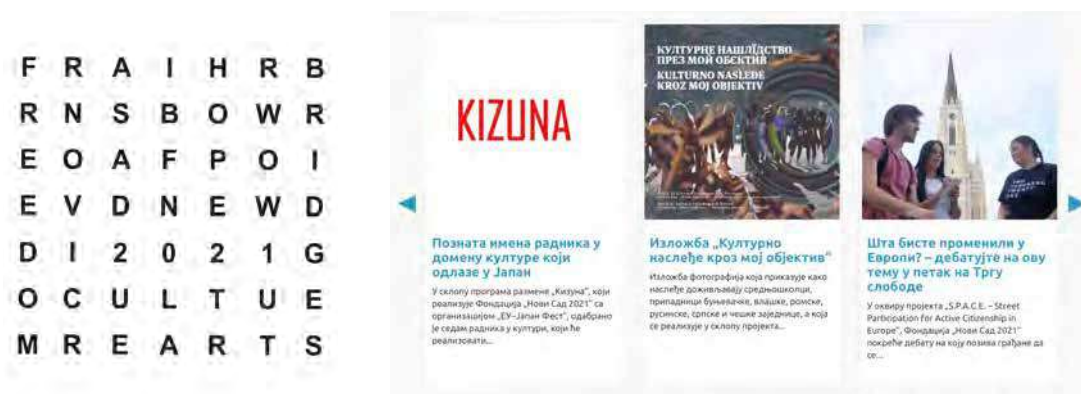 F R A I H R B
R N S B O W R
E O A F P O I
E V D N E W D
D I 2 0 2 1 G
O C U L T U E
M R E A R T S
KIZUNA
Позната имена радника у
домену културе који
одлазе у Јапан
У склопу програма размене „Кизуна", који
реализује Фондација „Нови Сад 2021" са
организацијом „ЕУ–Јапан Фест", одабрано
је седам радника у култури, који ће
реализовати...
КУЛТУРНЕ НАШЛЇДСТВО
ПРЕЗ МОЙ ОБЄКТИВ
KULTURNO NASLEĐE
KROZ MOJ OBJEKTIV
Изложба „Културно
наслеђе кроз мој објектив"
Изложба фотографија која приказује како
наслеђе доживљавају средњошколци,
припадници буњевачке, влашке, ромске,
русинске, српске и чешке заједнице, а која
се реализује у склопу пројекта...
Шта бисте променили у
Европи? – дебатујте на ову
тему у петак на Тргу
слободе
У оквиру пројекта „S.P.A.C.E. – Street
Participation for Active Citizenship in
Europe", Фондација „Нови Сад 2021"
покреће дебату на коју позива грађане да
се...